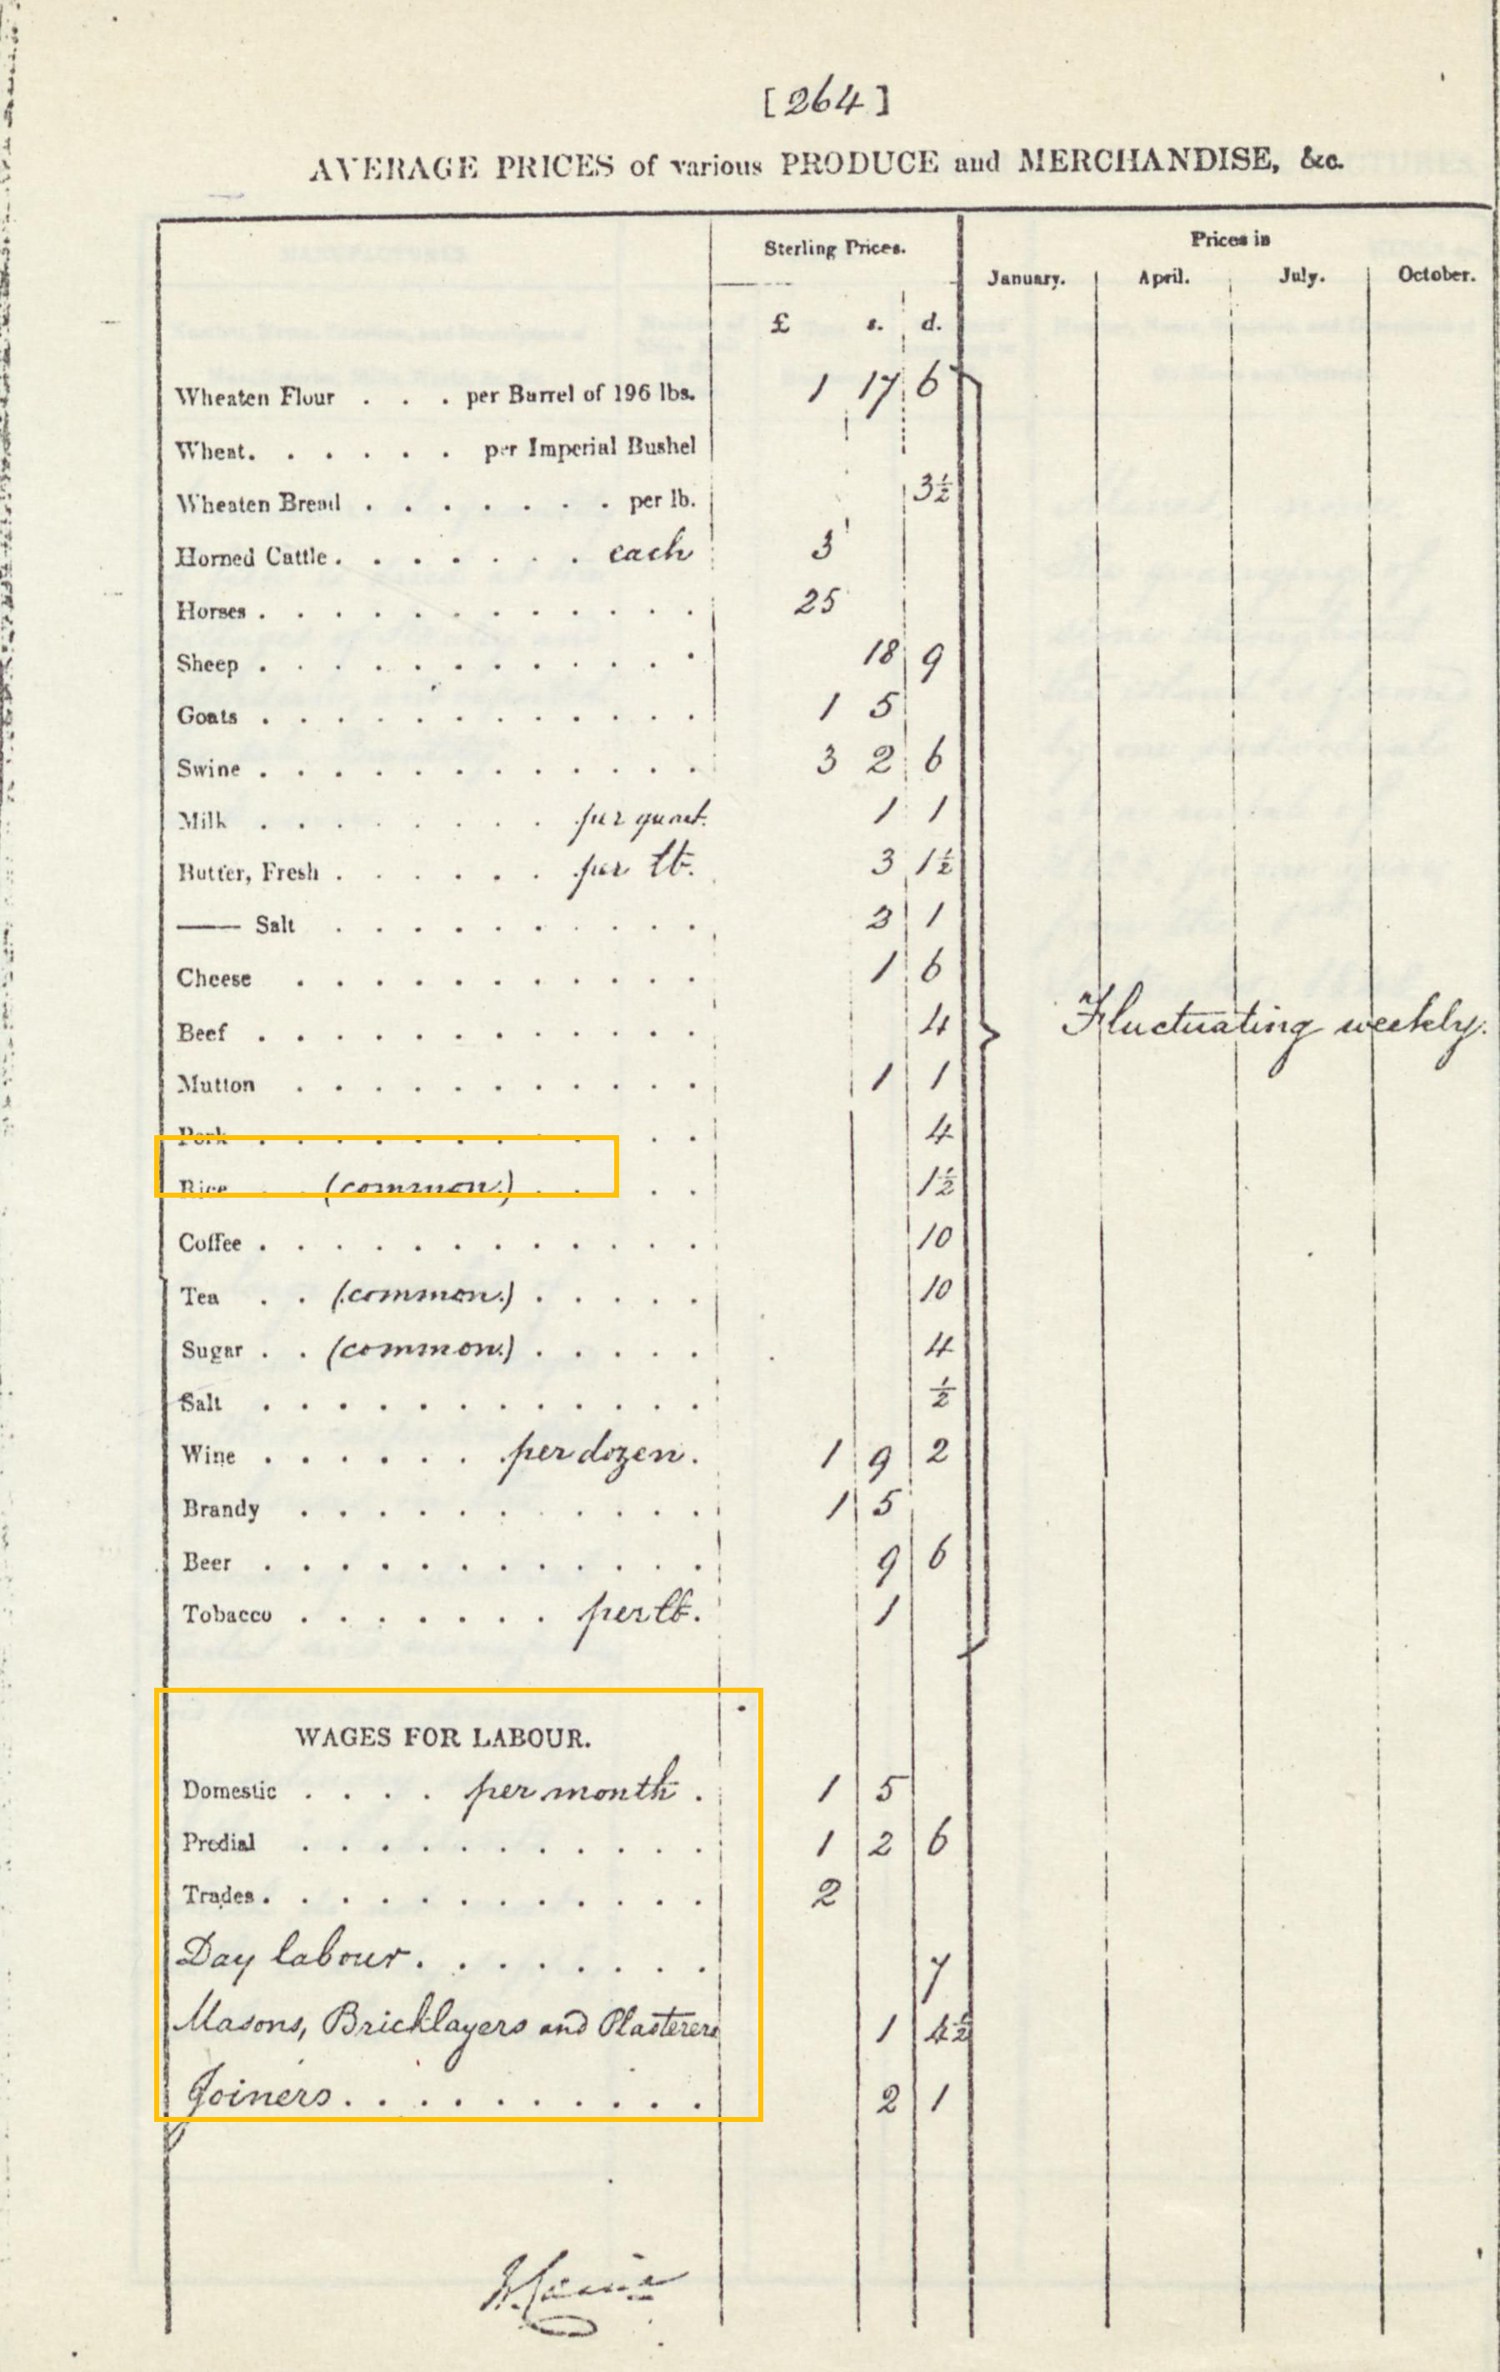 [264]
AVERAGE PRICES of various PRODUCE and MERCHANDISE, &c.
Sterling Prices. Prices in
January. April. July. October.
£ s. d.
Wheaten Flour . . . per Barrel of 196 lbs. 1 17 6
Wheat. . . . . . per Imperial Bushel
Wheaten Bread . . . . . . . per lb. 3½
Horned Cattle . . . . . . . each 3
Horses . . . . . . . . . . . . 25
Sheep . . . . . . . . . . . . 18 9
Goats . . . . . . . . . . . . 1 5
Swine . . . . . . . . . . . . 3 2 6
Milk . . . . . . . . per quart. 1 1
Butter, Fresh . . . . . . per lb. 3 1½
—— Salt . . . . . . . . . . 2 1
Cheese . . . . . . . . . . . 1 6
Beef . . . . . . . . . . . . 4
Fluctuating weekly.
Mutton . . . . . . . . . . . 1 1
Pork . . . . . . . . . . . 4
Rice . . (common.) . . . . 1½
Coffee . . . . . . . . . . . . 10
Tea . . (common.) . . . . . 10
Sugar . . (common.) . . . . . 4
Salt . . . . . . . . . . . . ½
Wine . . . . . . per dozen. 1 9 2
Brandy . . . . . . . . . . . 1 5
Beer . . . . . . . . . . . . 9 6
Tobacco . . . . . . . per lb. 1
WAGES FOR LABOUR.
Domestic . . . . per month . 1 5
Predial . . . . . . . . . . . 1 2 6
Trades . . . . . . . . . . . . 2
Day labour . . . . . . . . 7
Masons, Bricklayers and Plasterers 1 4½
Joiners . . . . . . . . . . 2 1